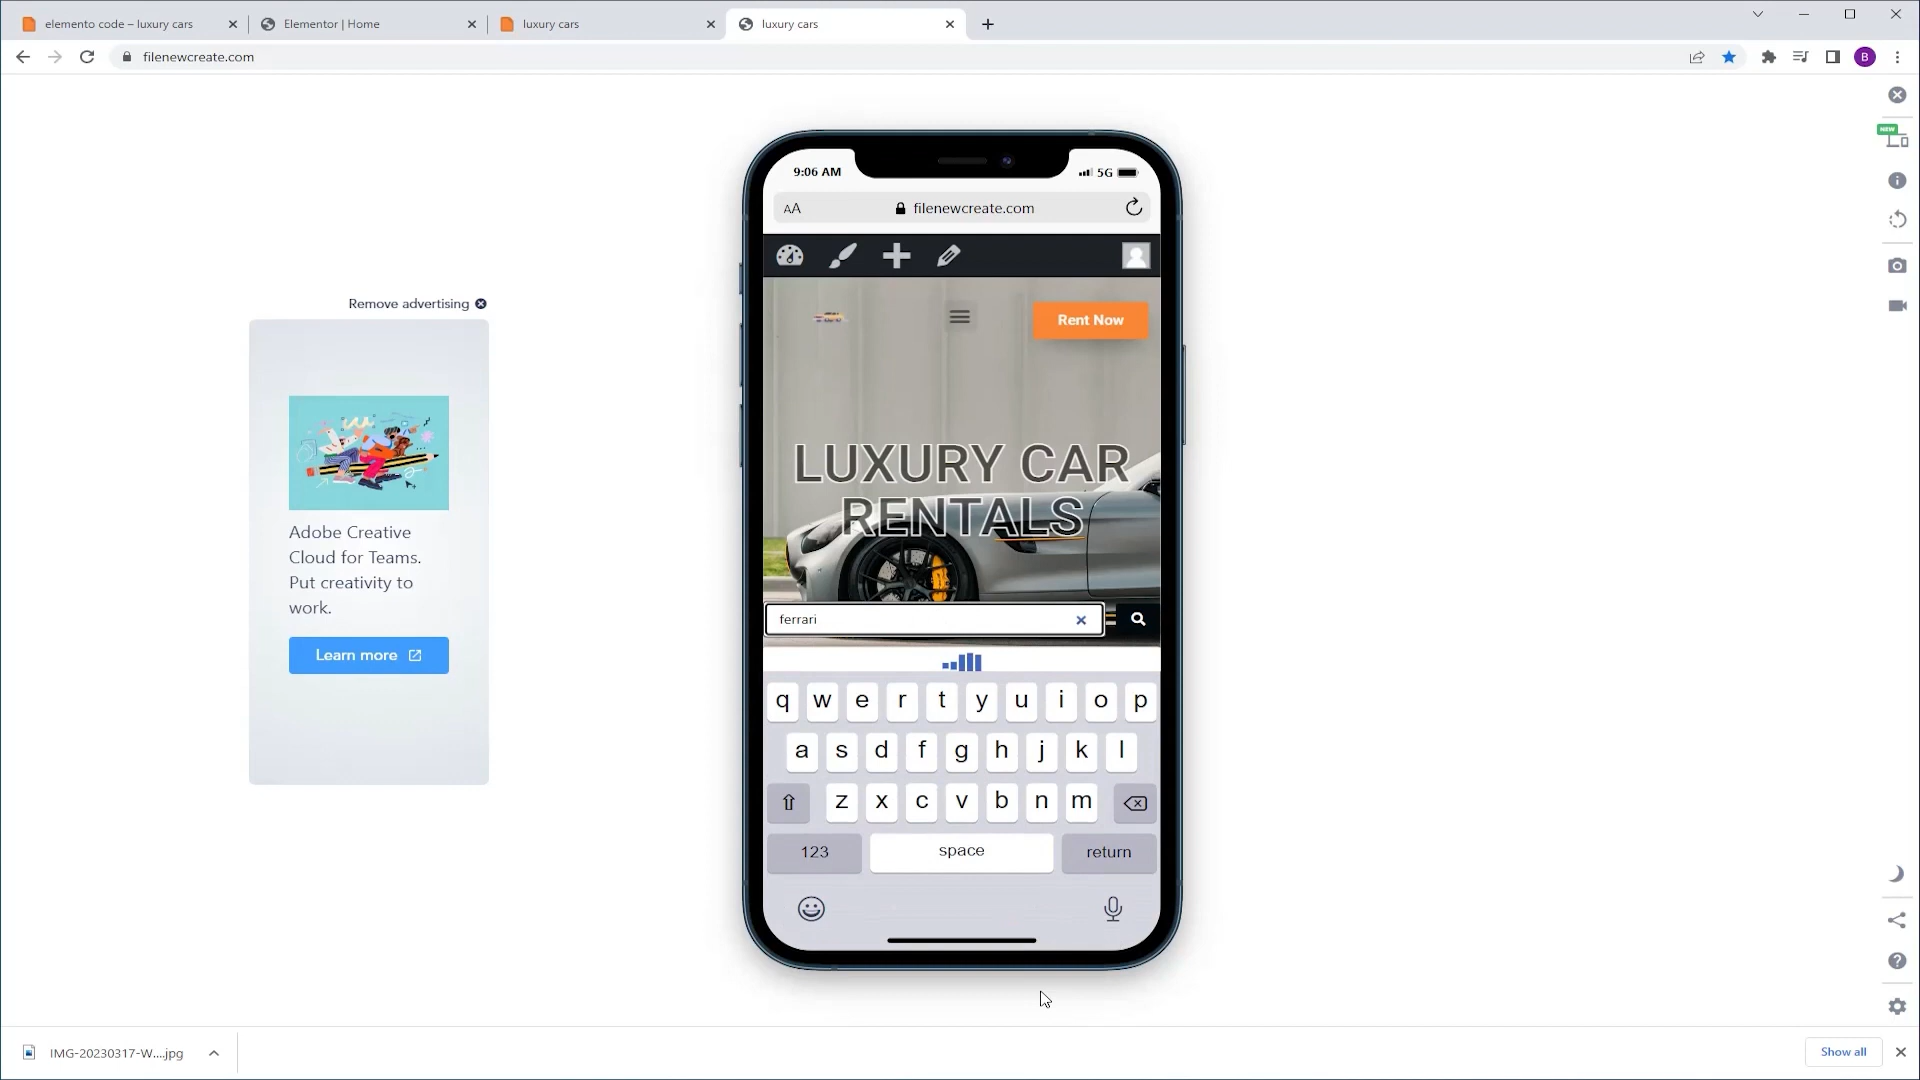 elemento code – luxury cars
Elementor | Home
luxury cars
luxury cars
filenewcreate.com
B
NEW
9:06 AM
5G
AA
filenewcreate.com
Rent Now
LUXURY CAR
RENTALS
ferrari
q w e r t y u i o p
a s d f g h j k l
z x c v b n m
123 space return
Remove advertising
Adobe Creative
Cloud for Teams.
Put creativity to
work.
Learn more
IMG-20230317-W....jpg
Show all